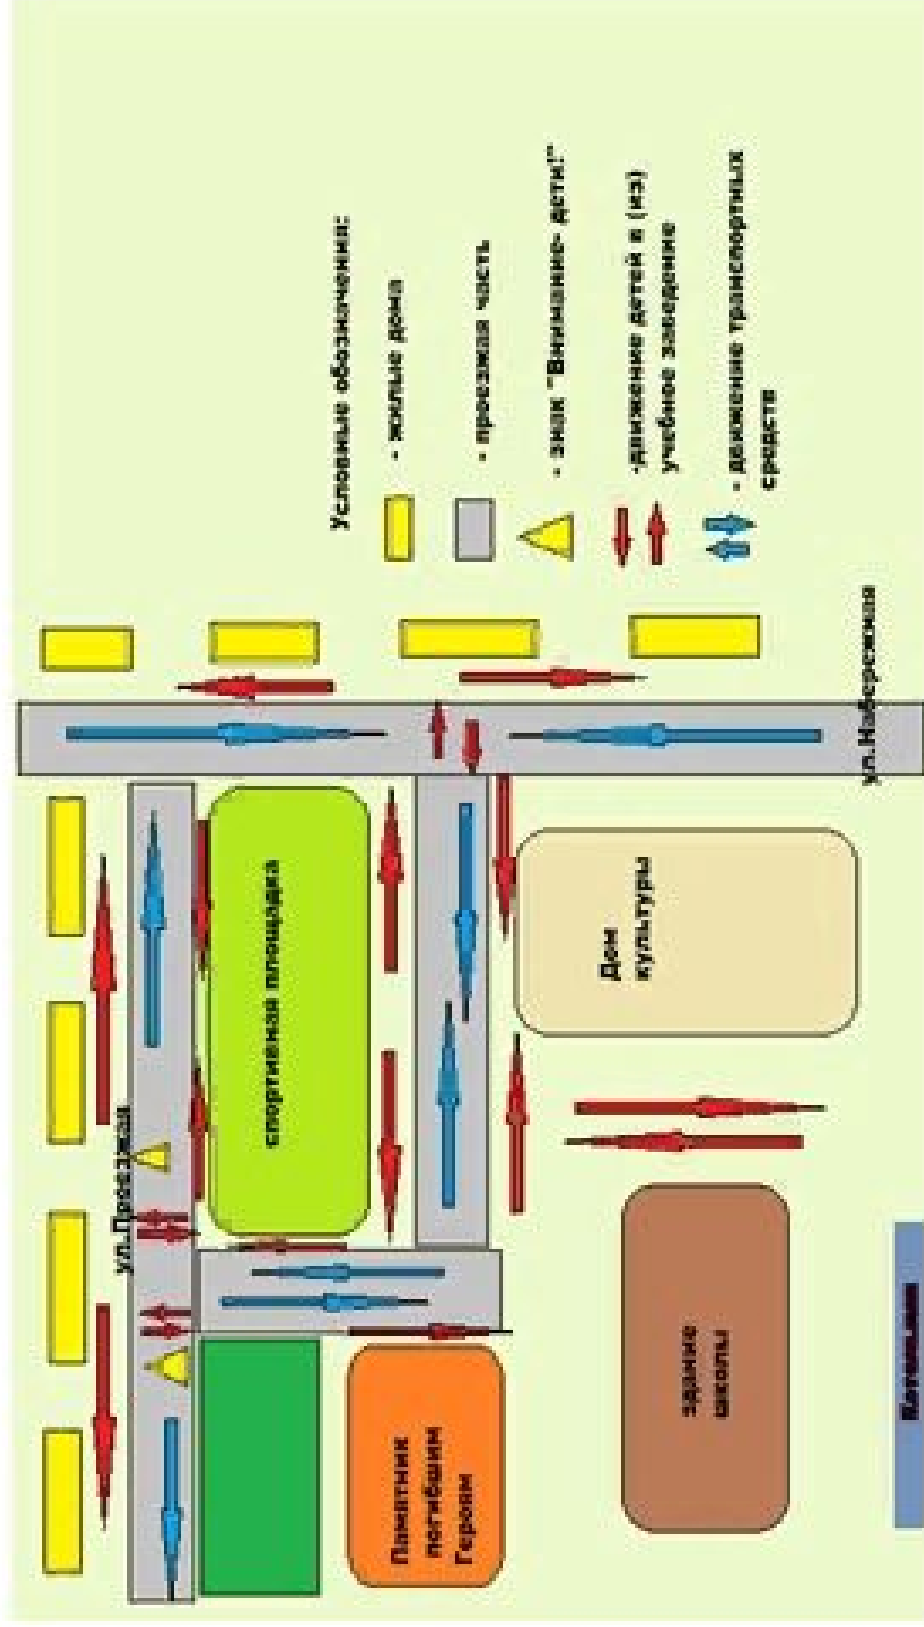 ул.Проезжая
спортивная площадка
Памятник
погибшим
Героям
Дом
культуры
здание
школы
Котельная
ул.Набережная
Условные обозначения:
- жилые дома
- проезжая часть
- знак "Внимание- дети!"
-движение детей в (из)
учебное заведение
- движение транспортных
средств